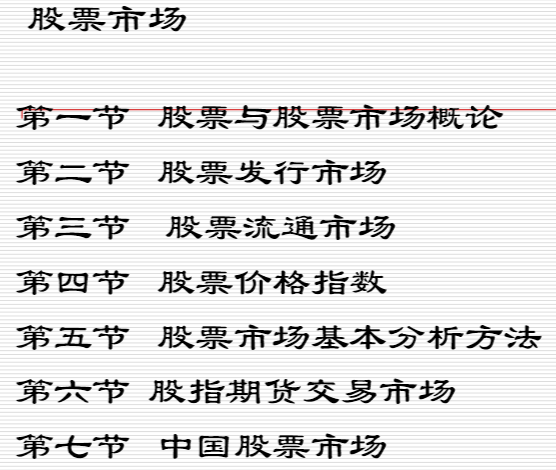 股票市场
第一节 股票与股票市场概论
第二节 股票发行市场
第三节 股票流通市场
第四节 股票价格指数
第五节 股票市场基本分析方法
第六节 股指期货交易市场
第七节 中国股票市场